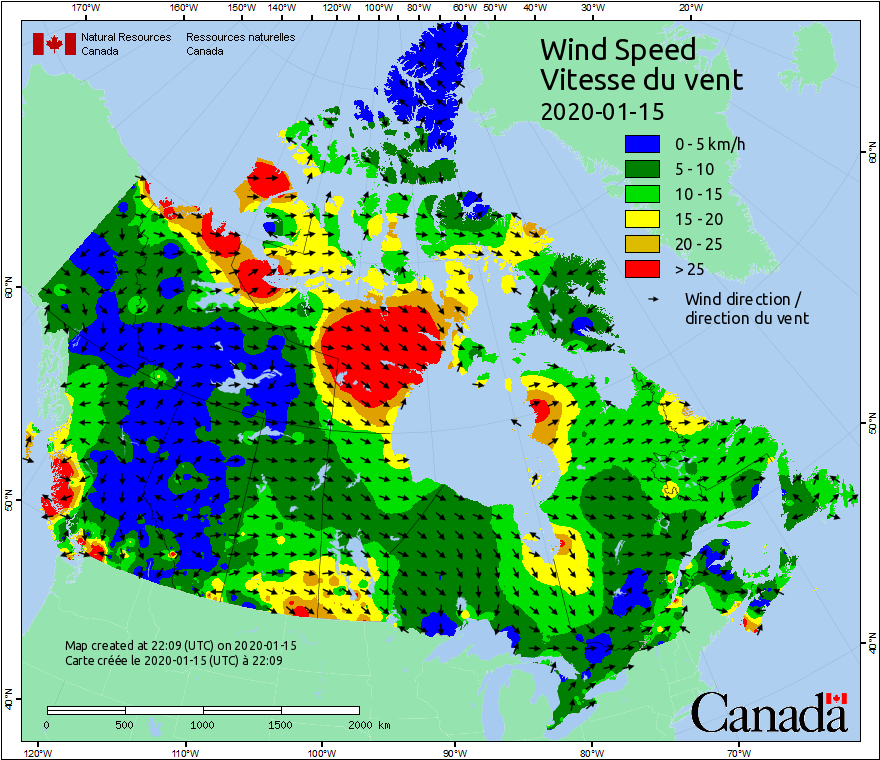 170°W 160°W 150°W 140°W 120°W 100°W 80°W 60°W 50°W 40°W 30°W 20°W
Natural Resources Ressources naturelles
Canada Canada
Wind Speed
Vitesse du vent
2020-01-15
0 - 5 km/h
5 - 10
10 - 15
15 - 20
20 - 25
> 25
Wind direction /
direction du vent
60°N
50°N
40°N
60°N
50°N
40°N
Map created at 22:09 (UTC) on 2020-01-15
Carte créée le 2020-01-15 (UTC) à 22:09
0 500 1000 1500 2000 km
Canada
120°W 110°W 100°W 90°W 80°W 70°W